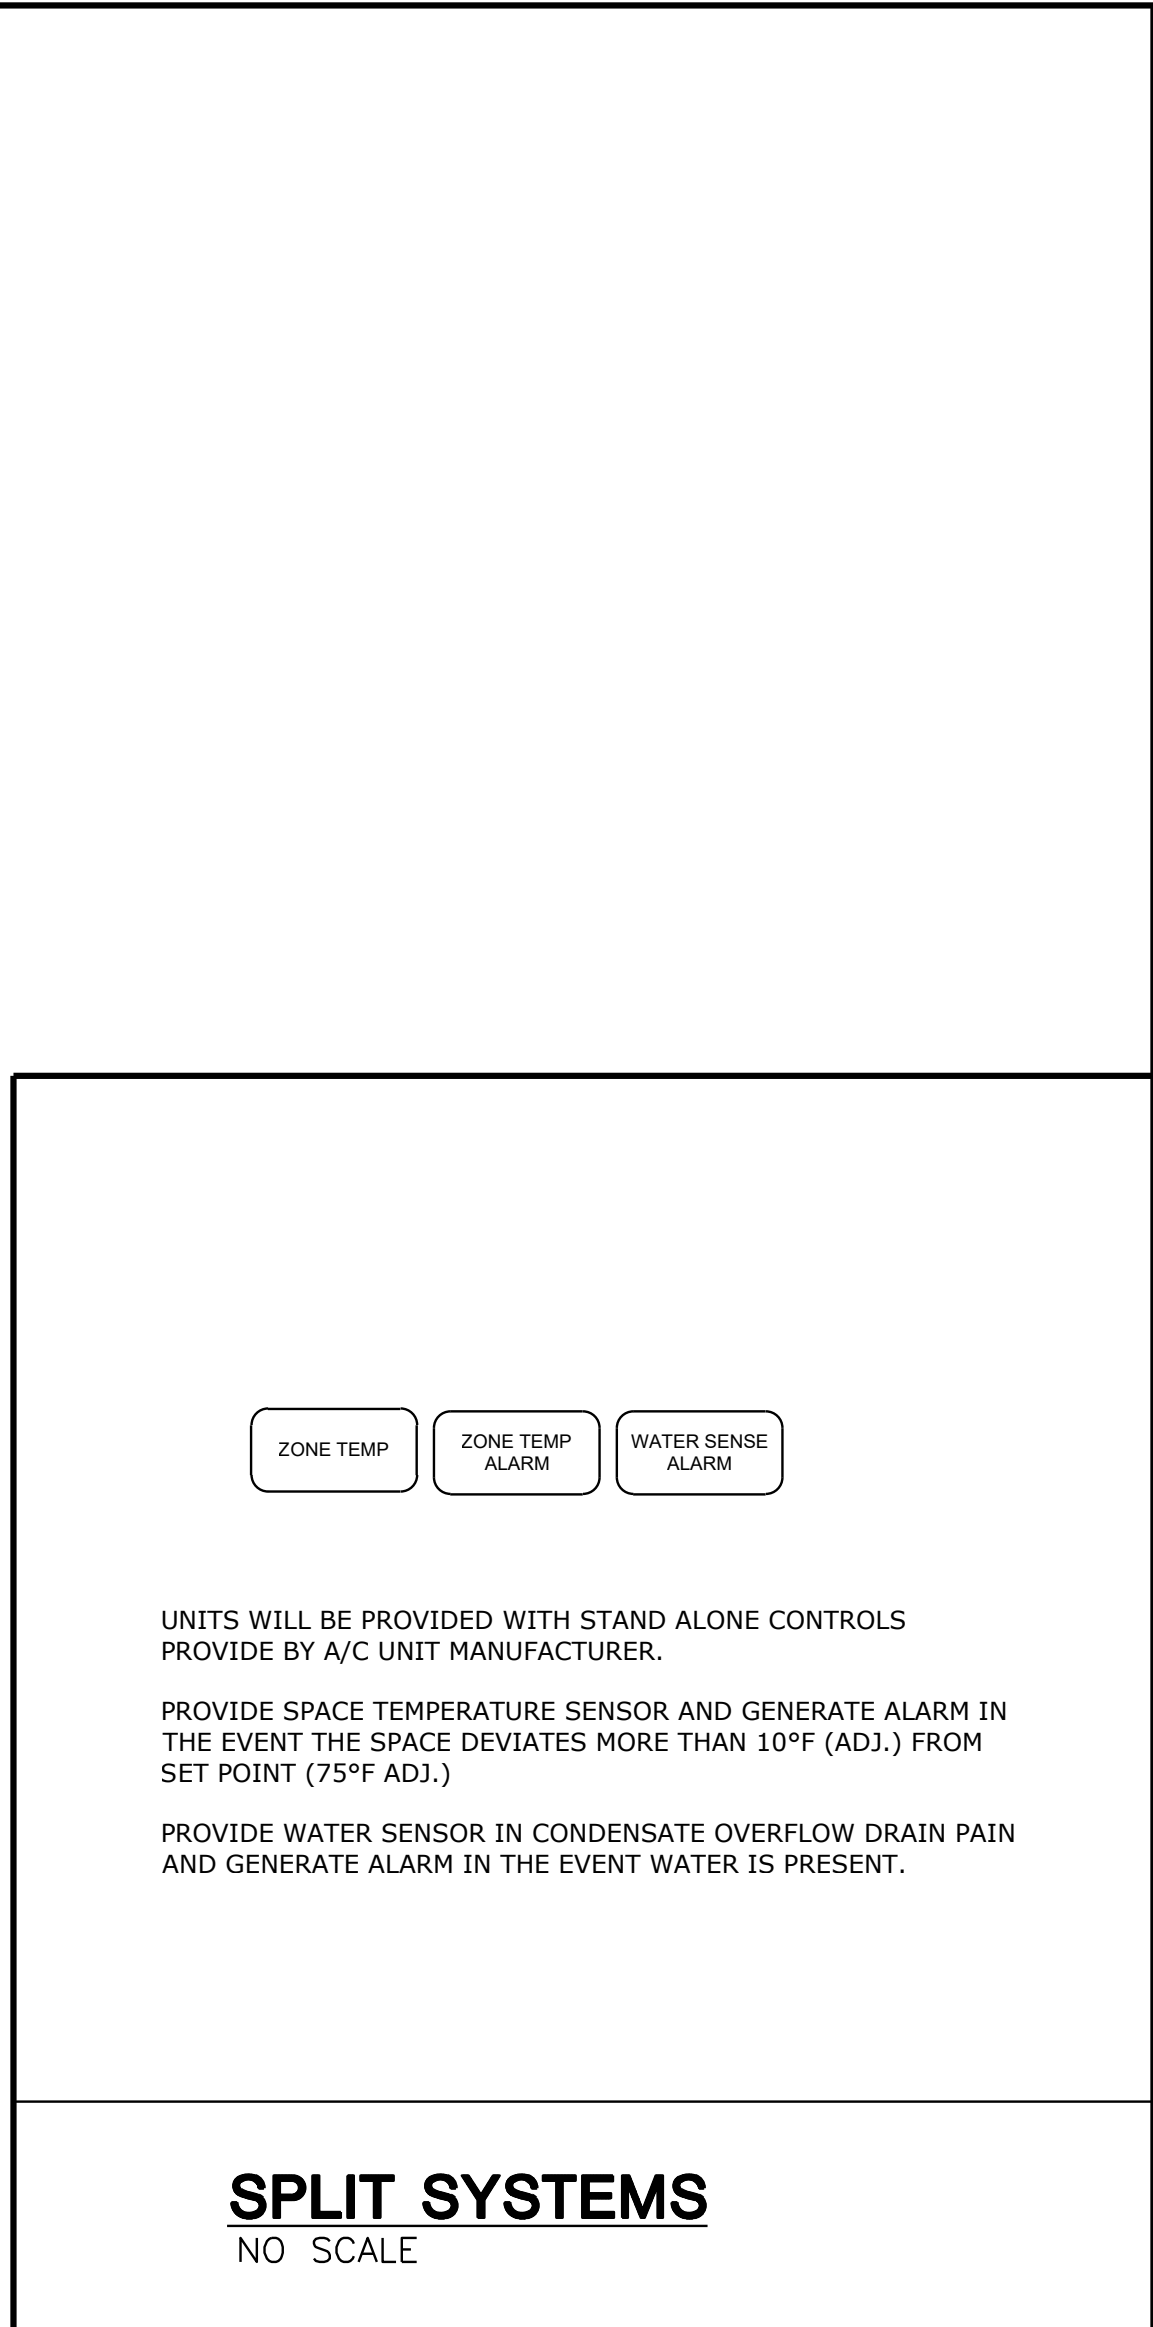 ZONE TEMP
ZONE TEMP
ALARM
WATER SENSE
ALARM
UNITS WILL BE PROVIDED WITH STAND ALONE CONTROLS
PROVIDE BY A/C UNIT MANUFACTURER.
PROVIDE SPACE TEMPERATURE SENSOR AND GENERATE ALARM IN
THE EVENT THE SPACE DEVIATES MORE THAN 10°F (ADJ.) FROM
SET POINT (75°F ADJ.)
PROVIDE WATER SENSOR IN CONDENSATE OVERFLOW DRAIN PAIN
AND GENERATE ALARM IN THE EVENT WATER IS PRESENT.
SPLIT SYSTEMS
NO SCALE